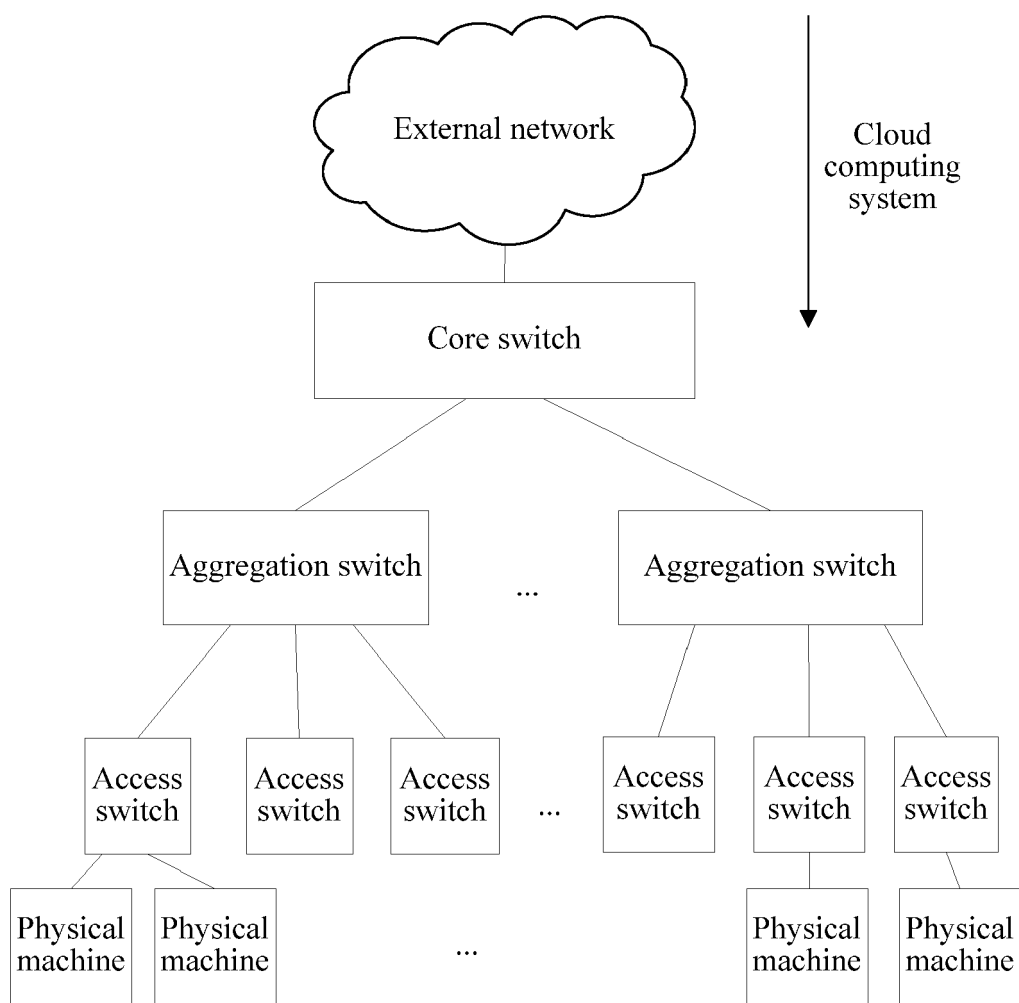 External network
Cloud
computing
system
Core switch
Aggregation switch
...
Aggregation switch
Access
switch
Access
switch
Access
switch
...
Access
switch
Access
switch
Access
switch
Physical
machine
Physical
machine
...
Physical
machine
Physical
machine